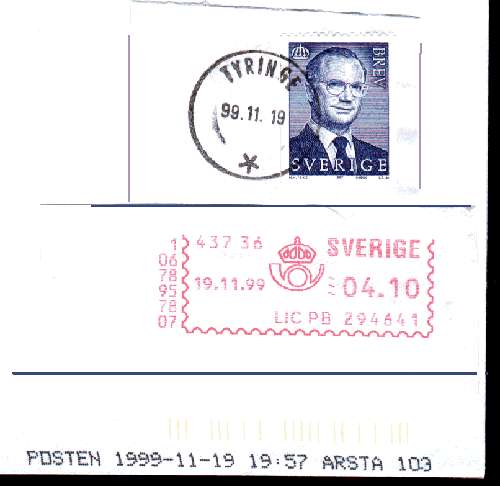 TYRINGE
99.11.19
BREV
SVERIGE
1
06
78
95
78
07
437 36
SVERIGE
19.11.99
04.10
LIC PB 294641
POSTEN 1999-11-19 19:57 ARSTA 103